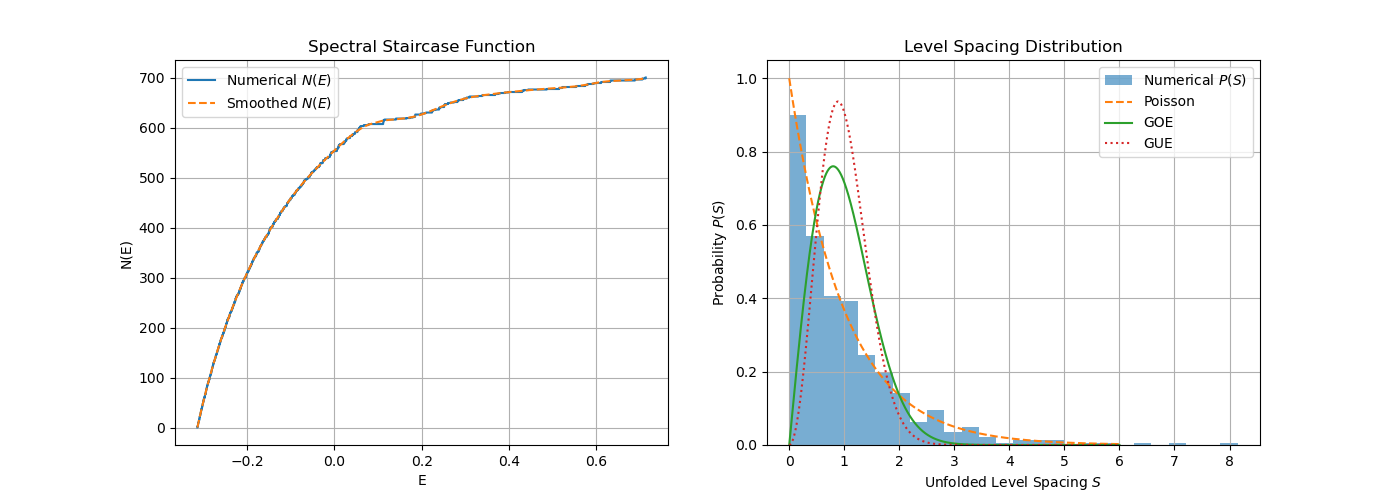 Spectral Staircase Function
Numerical N(E)
Smoothed N(E)
N(E)
700
600
500
400
300
200
100
0
−0.2
0.0
0.2
0.4
0.6
E
Level Spacing Distribution
Numerical P(S)
Poisson
GOE
GUE
Probability P(S)
1.0
0.8
0.6
0.4
0.2
0.0
0
1
2
3
4
5
6
7
8
Unfolded Level Spacing S